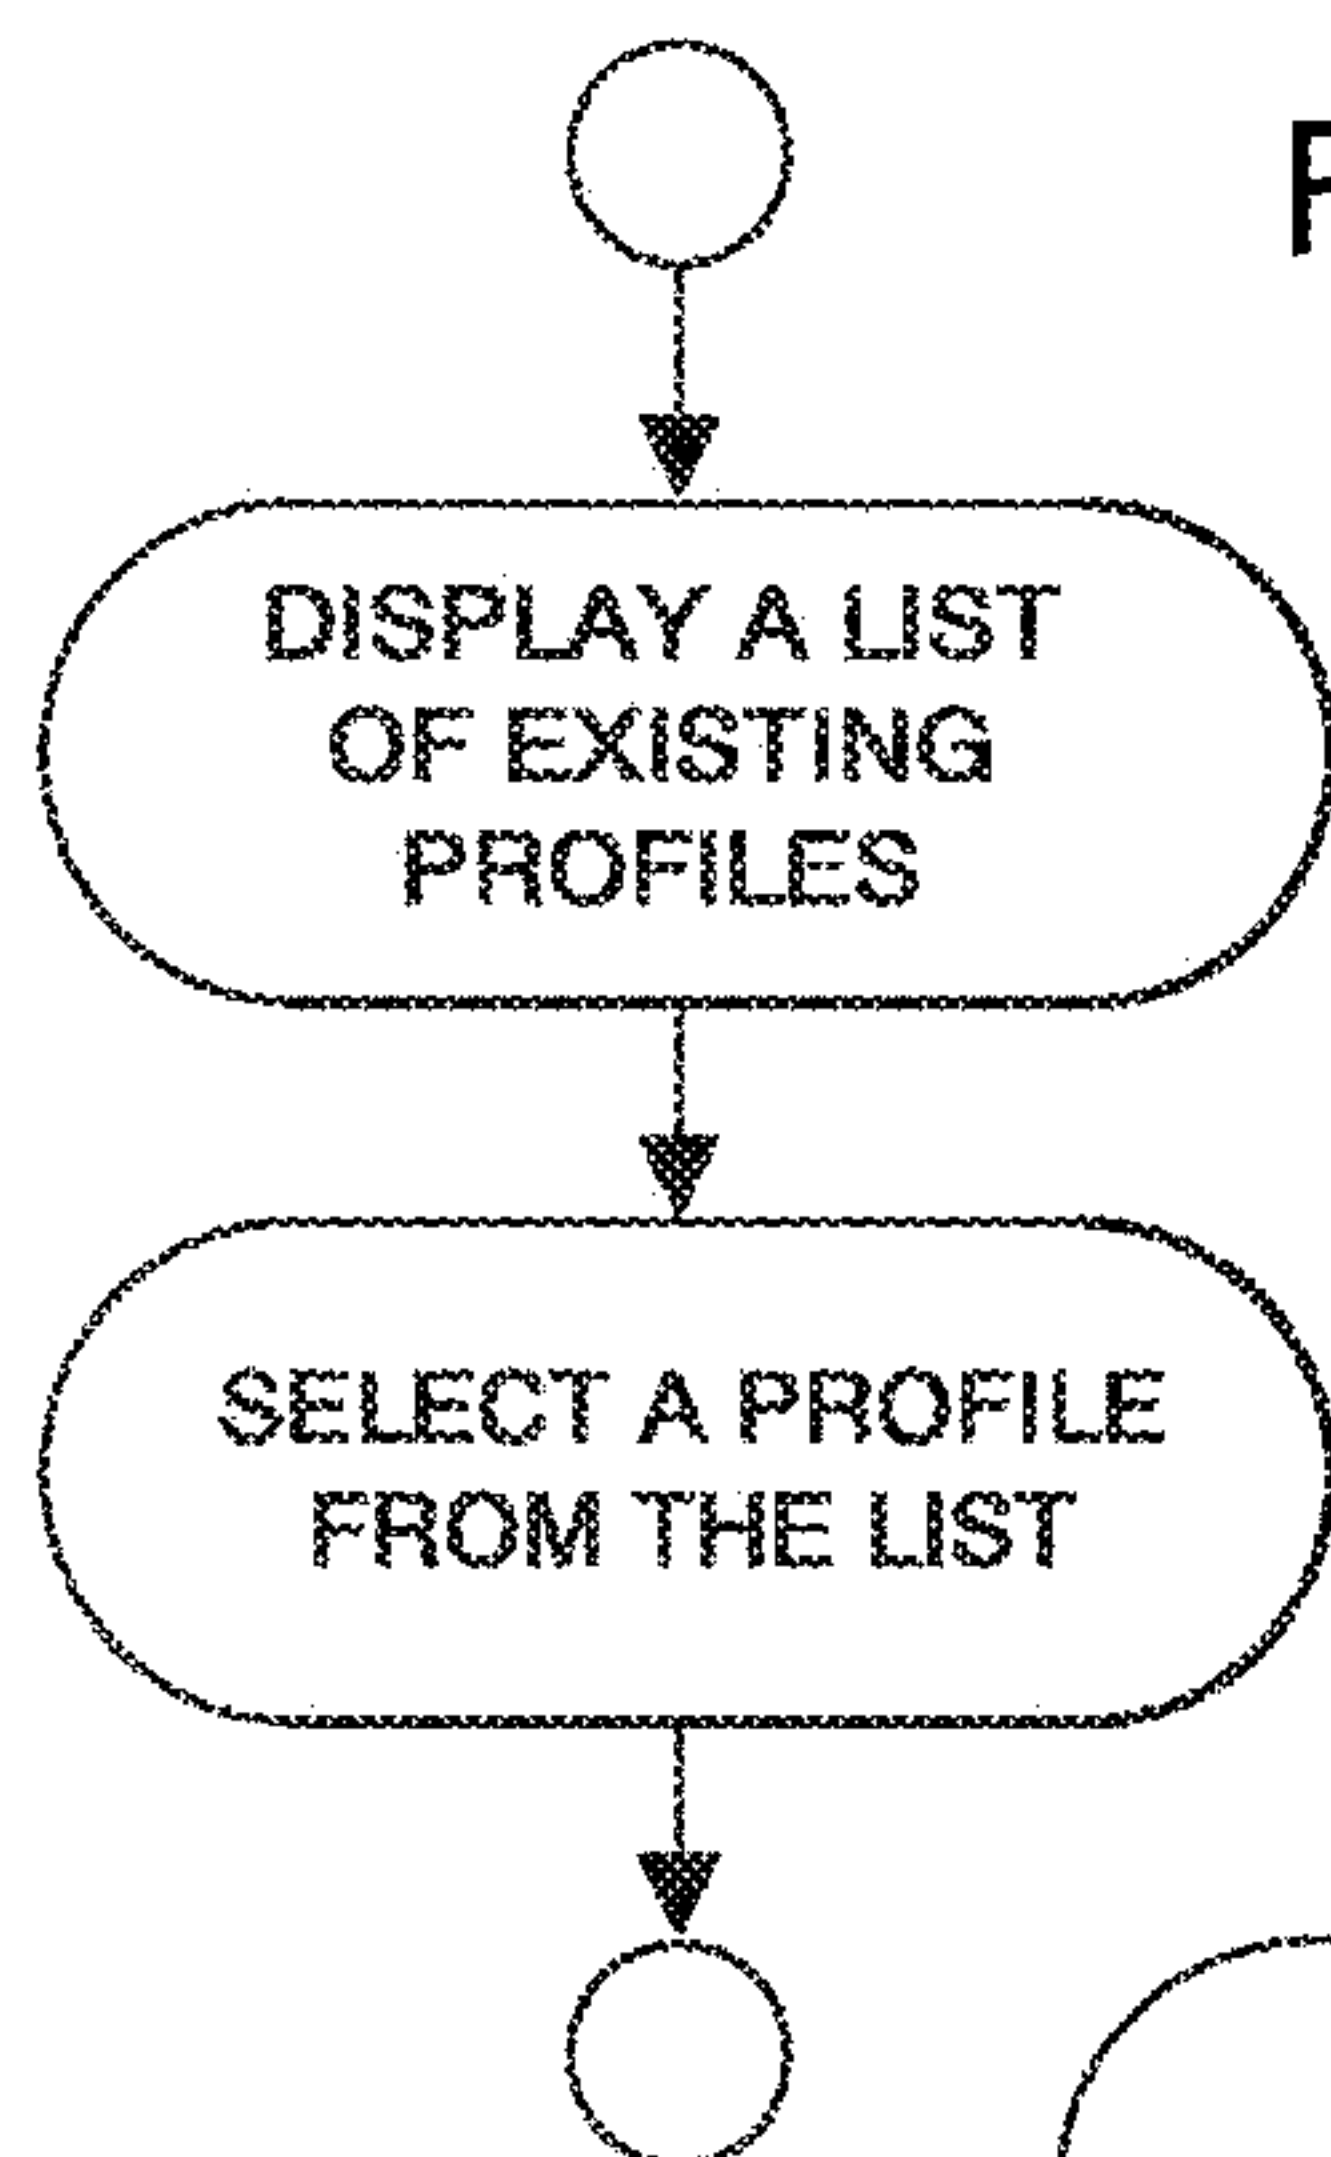 DISPLAY A LIST
OF EXISTING
PROFILES
SELECT A PROFILE
FROM THE LIST